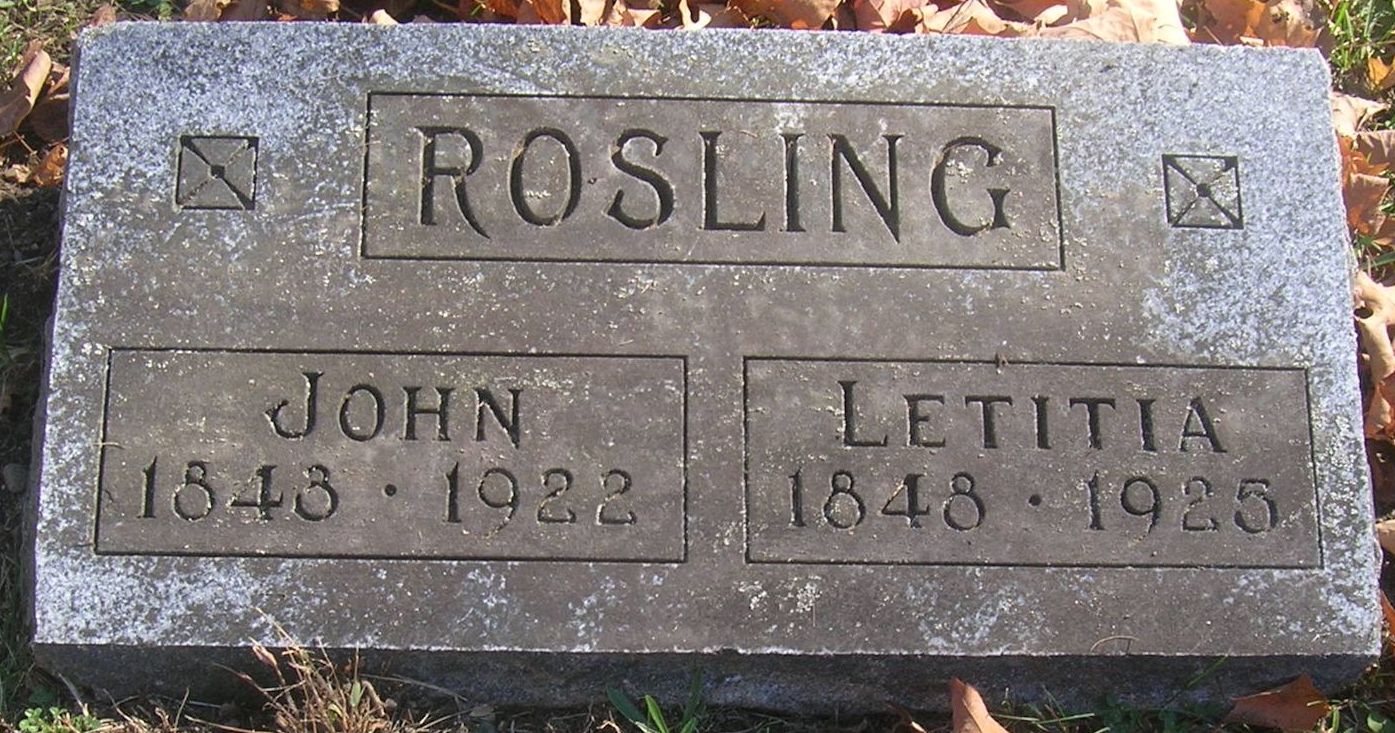 ROSLING
JOHN
1843 · 1922
LETITIA
1848 · 1925